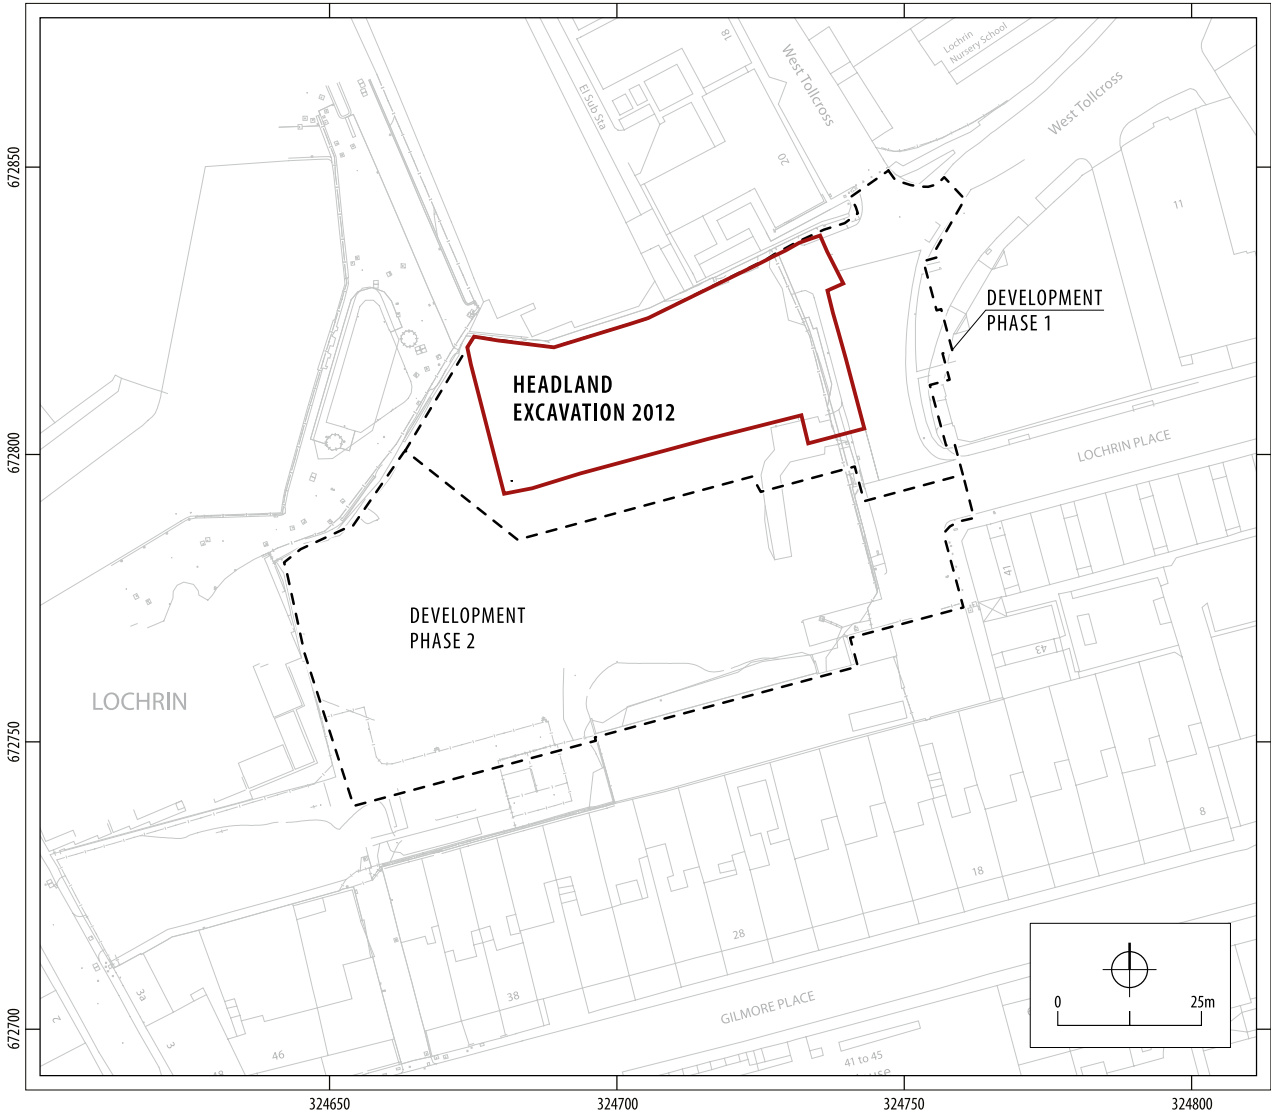 18
West Tollcross
Lochrin
Nursery School
El Sub Sta
West Tollcross
20
672850
11
DEVELOPMENT
PHASE 1
HEADLAND
EXCAVATION 2012
672800
LOCHRIN PLACE
41
DEVELOPMENT
PHASE 2
43
LOCHRIN
672750
8
18
28
38
GILMORE PLACE
3a
2
3
46
41 to 45
0
25m
672700
324650
324700
324750
324800